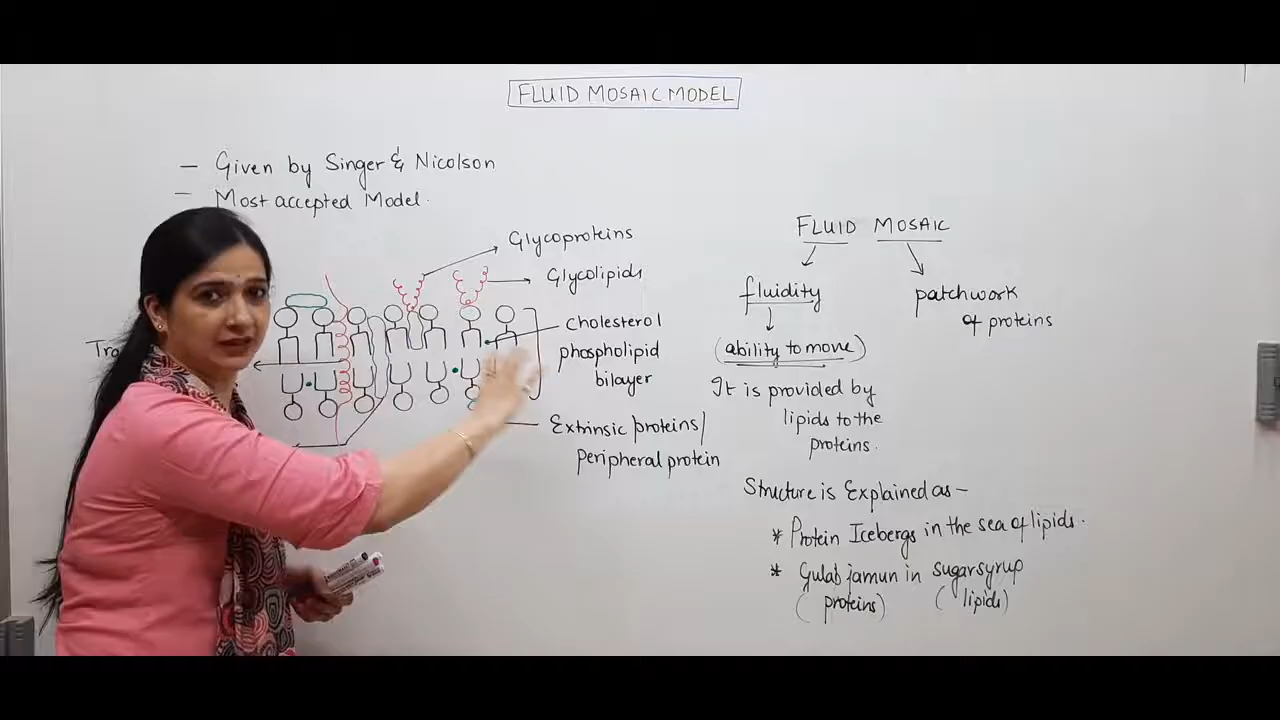 FLUID MOSAIC MODEL
— Given by Singer & Nicolson
— Most accepted Model.
Glycoproteins
Glycolipids
Cholesterol
phospholipid
bilayer
Extrinsic proteins/
Peripheral protein
FLUID MOSAIC
fluidity
patchwork
of proteins
(ability to move)
It is provided by
lipids to the
proteins.
Structure is Explained as -
* Protein Icebergs in the sea of lipids.
* Gulab jamun in sugarsyrup
(proteins) (lipids)